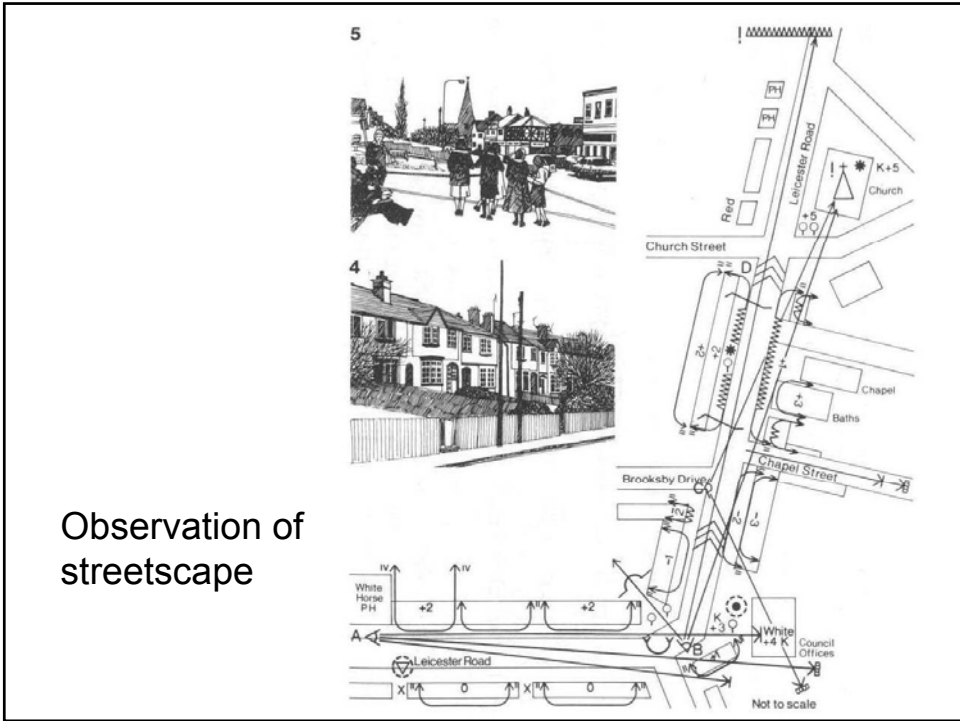 5
!
PH
PH
Leicester Road
K+5
! +
Church
+5
Red
Church Street
4
D
+2
+2
+1
Chapel
+3
Baths
Chapel Street
Brooksby Drive
C
-2
-1
-2
-3
Observation of
streetscape
White
Horse
PH
IV
IV
+2
+2
A
K
+3
B
White
+4 K
Council
Offices
Leicester Road
X
0
X
0
Not to scale